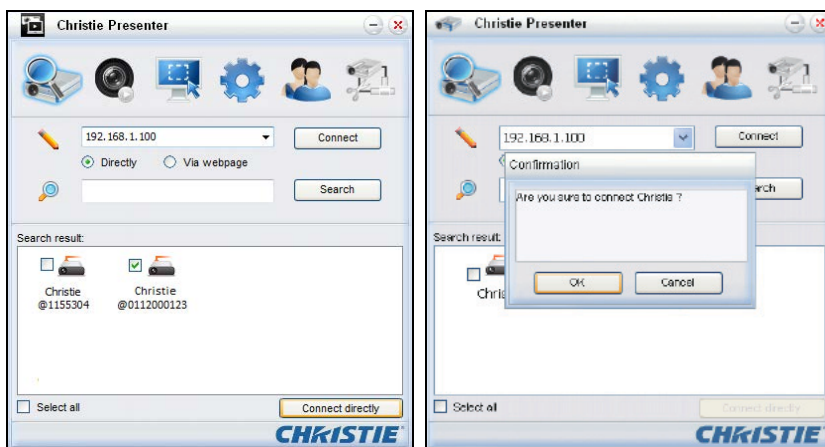 Christie Presenter
192.168.1.100
Connect
Directly
Via webpage
Search
Search result:
Christie
@1155304
Christie
@0112000123
Select all
Connect directly
CHRISTIE
Christie Presenter
192.168.1.100
Connect
Confirmation
Are you sure to connect Christie ?
OK
Cancel
Search result:
Select all
Connect directly
CHRISTIE